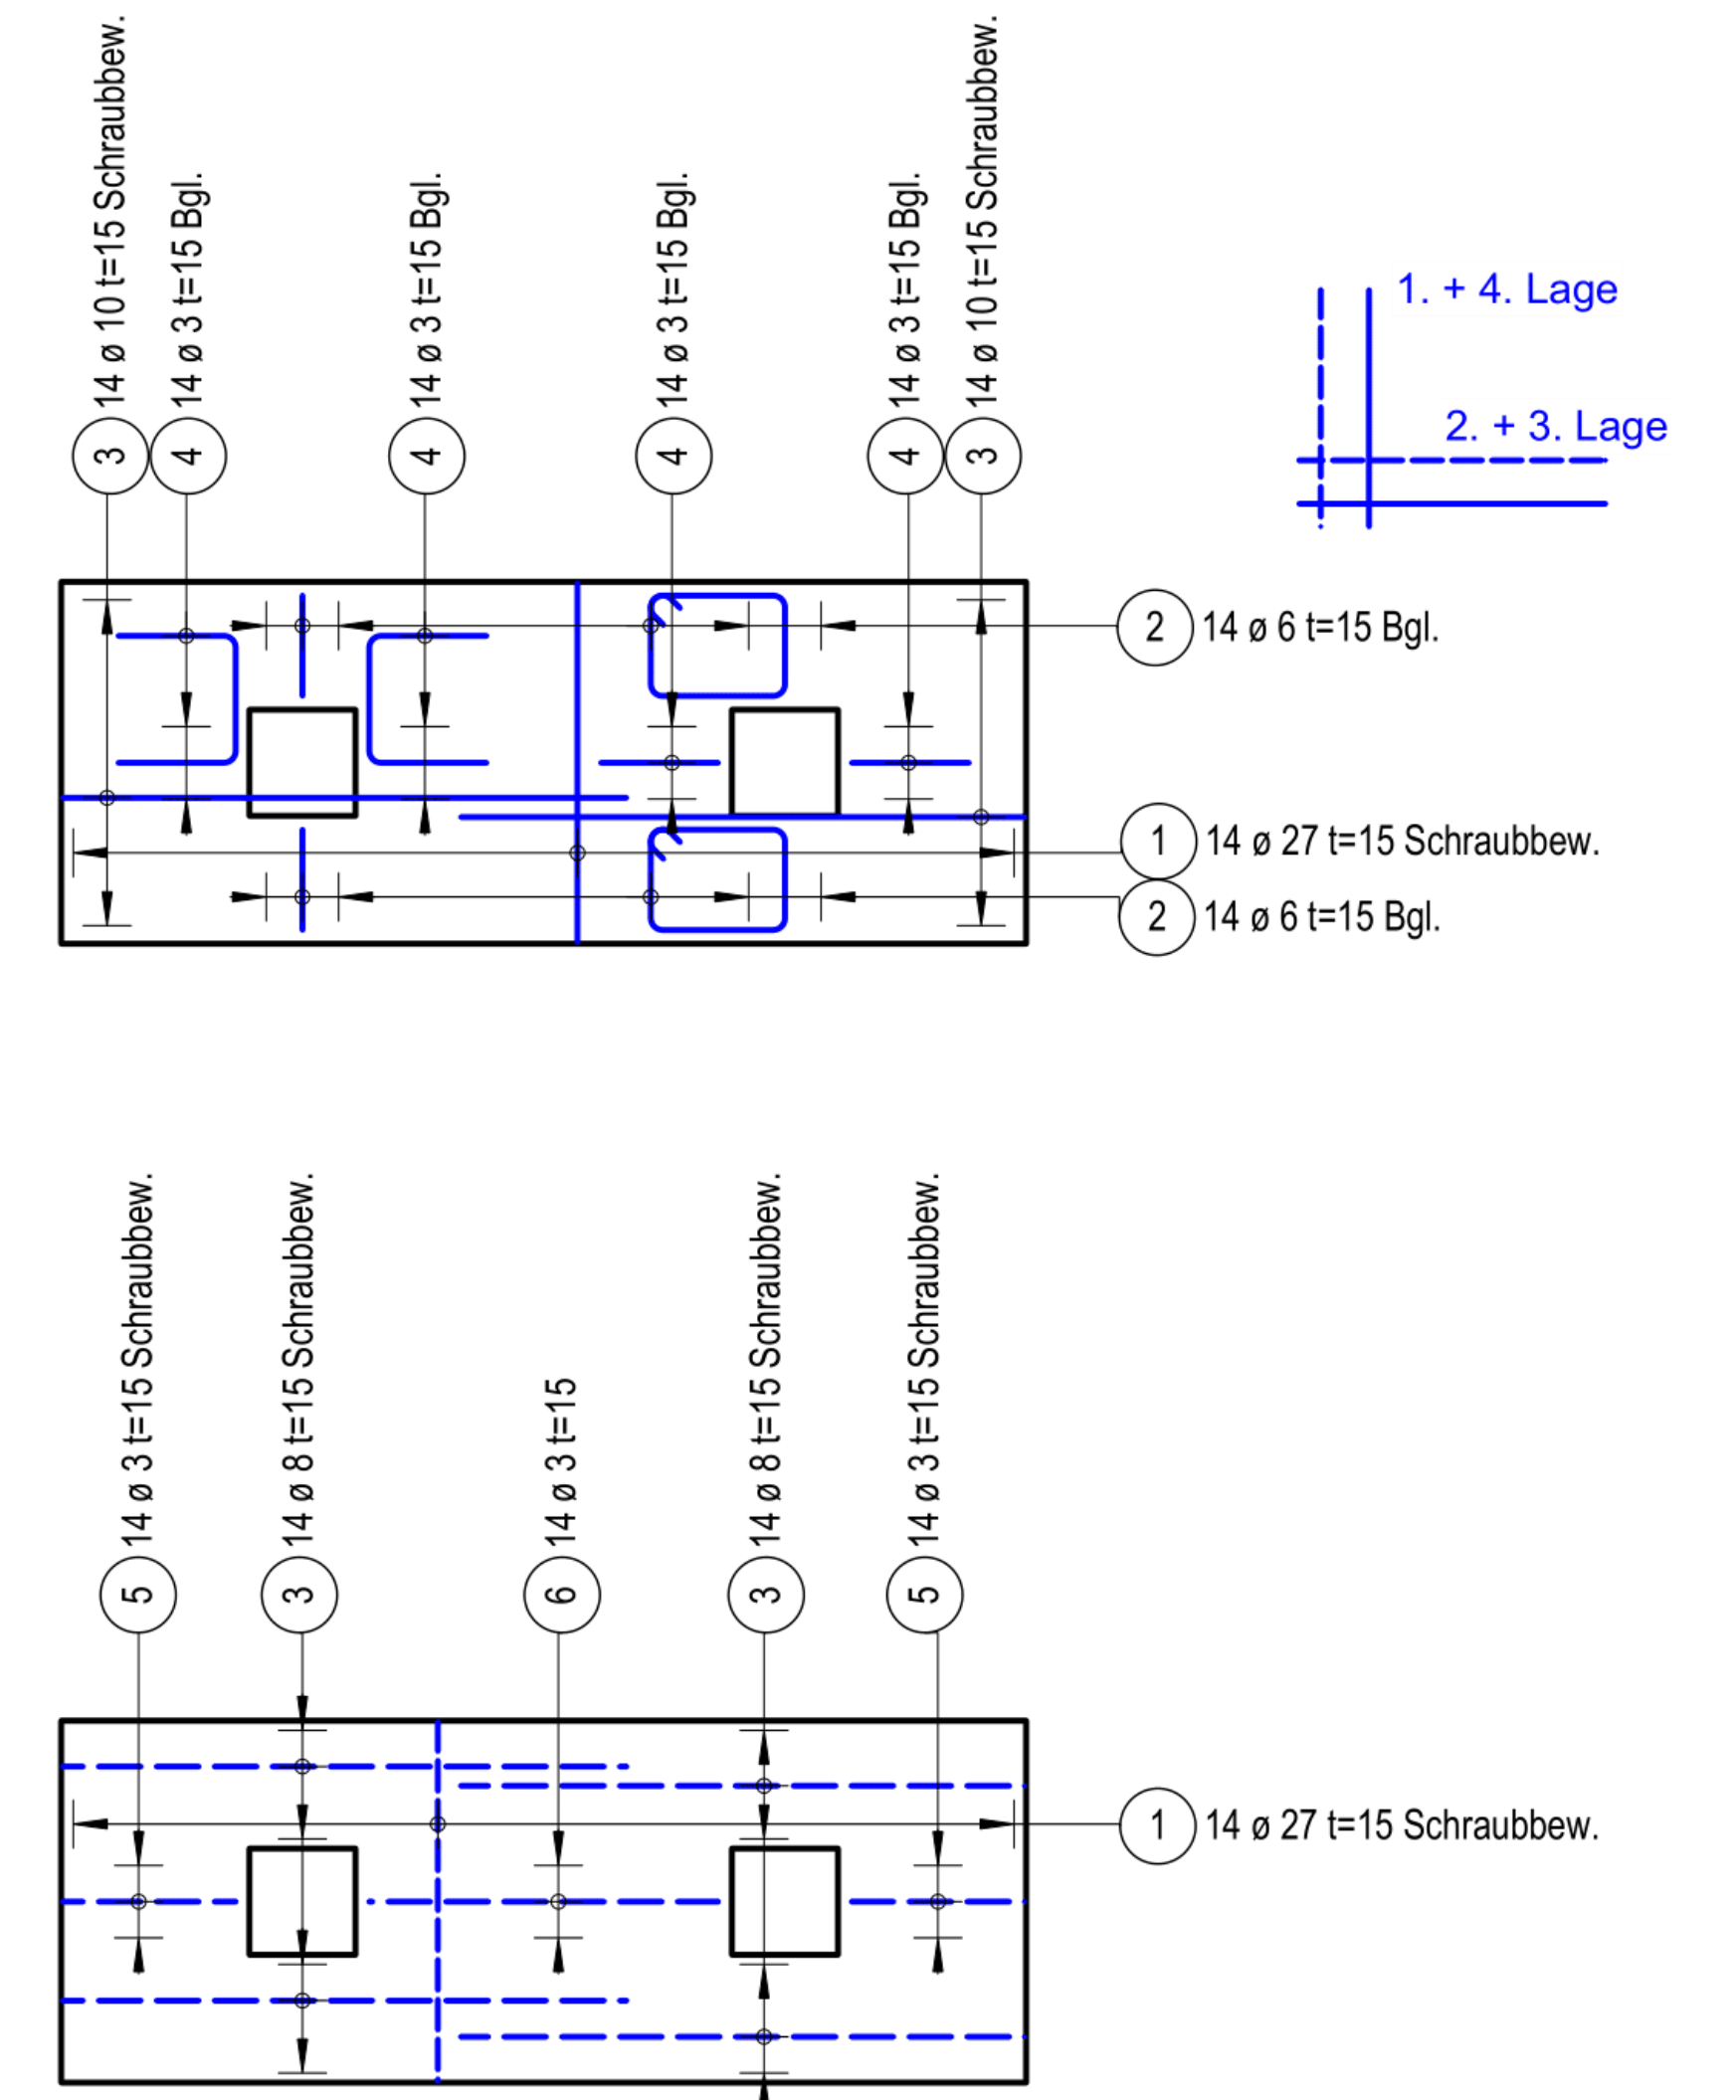 14 ø 10 t=15 Schraubbew.
14 ø 3 t=15 Bgl.
14 ø 3 t=15 Bgl.
14 ø 3 t=15 Bgl.
14 ø 3 t=15 Bgl.
14 ø 10 t=15 Schraubbew.
3
4
4
4
4
3
1. + 4. Lage
2. + 3. Lage
2 14 ø 6 t=15 Bgl.
1 14 ø 27 t=15 Schraubbew.
2 14 ø 6 t=15 Bgl.
14 ø 3 t=15 Schraubbew.
14 ø 8 t=15 Schraubbew.
14 ø 3 t=15
14 ø 8 t=15 Schraubbew.
14 ø 3 t=15 Schraubbew.
5
3
6
3
5
1 14 ø 27 t=15 Schraubbew.